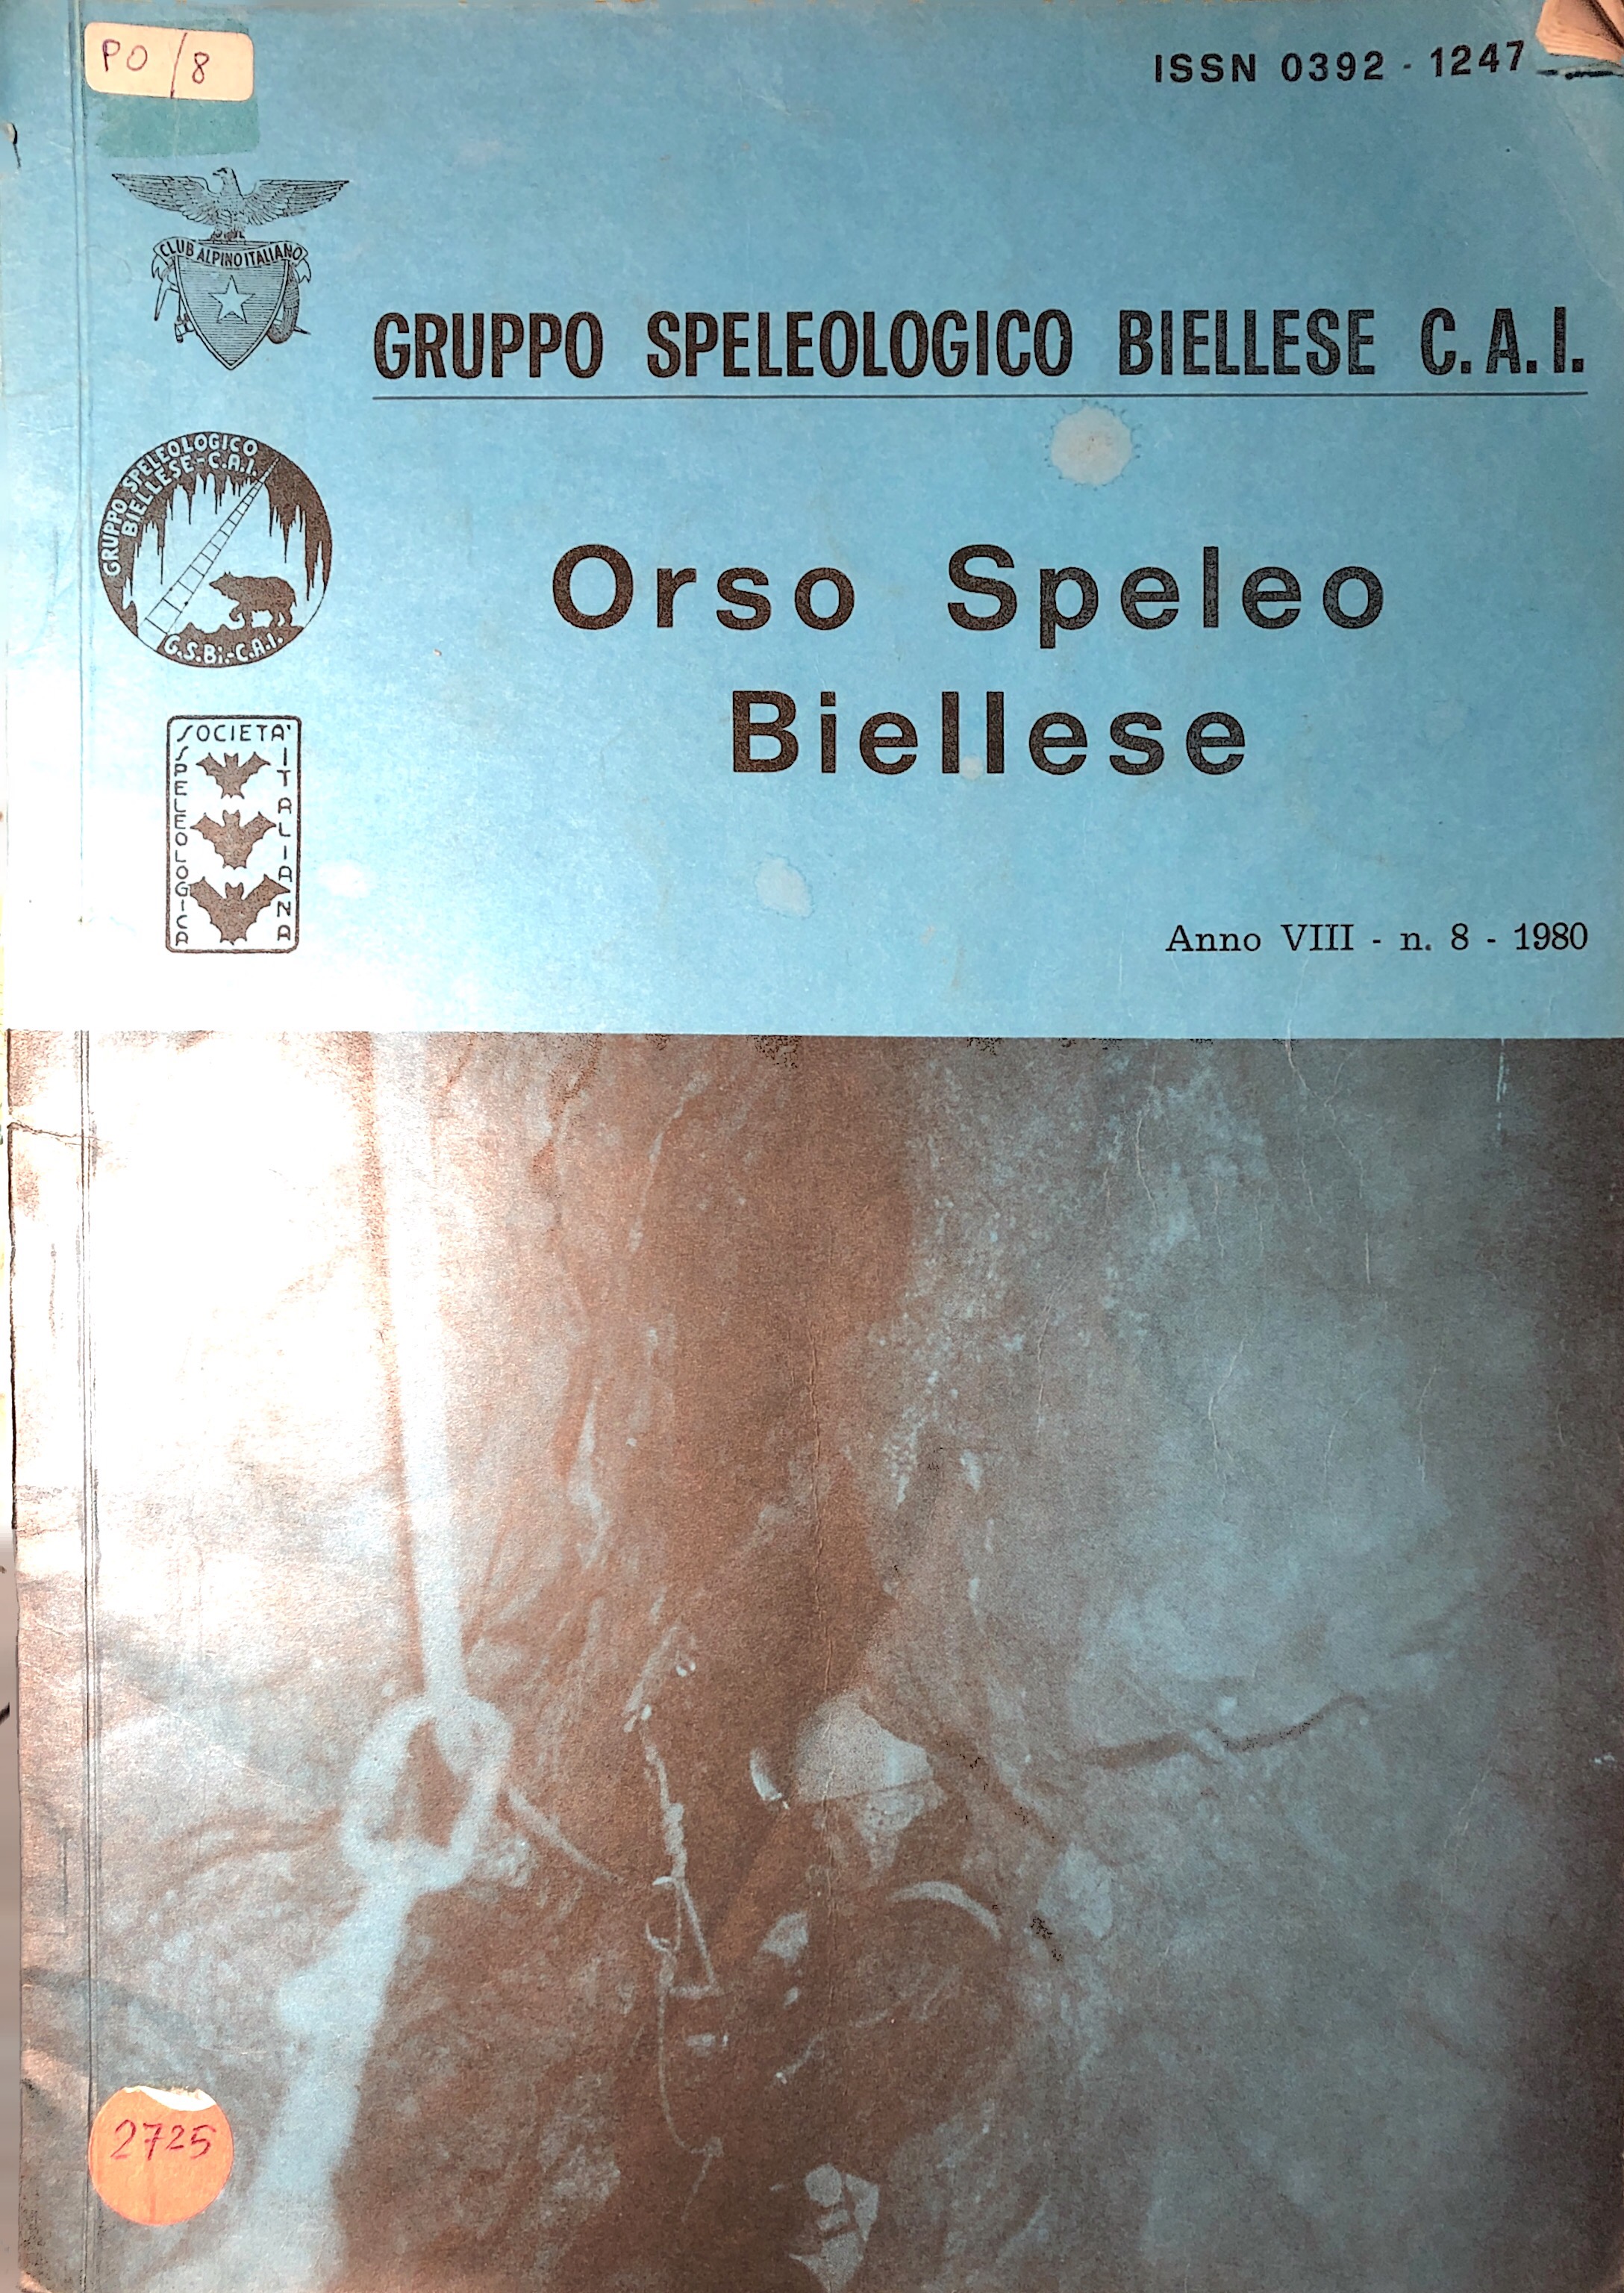 PO/8
ISSN 0392 - 1247
CLUB ALPINO ITALIANO
GRUPPO SPELEOLOGICO BIELLESE C.A.I.
GRUPPO SPELEOLOGICO
BIELLESE-C.A.I.
G.S.Bi.-C.A.I.
Orso Speleo
Biellese
SOCIETA'
SPELEOLOGICA
ITALIANA
Anno VIII - n. 8 - 1980
2725